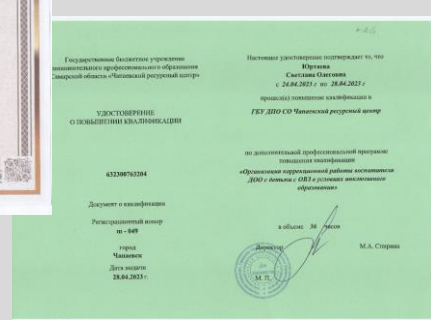 Государственное бюджетное учреждение
дополнительного профессионального образования
Самарской области «Чапаевский ресурсный центр»
УДОСТОВЕРЕНИЕ
О ПОВЫШЕНИИ КВАЛИФИКАЦИИ
632300763204
Документ о квалификации
Регистрационный номер
ш - 049
город
Чапаевск
Дата выдачи
28.04.2023 г.
Настоящее удостоверение подтверждает то, что
Юртаева
Светлана Олеговна
с 24.04.2023 г по 28.04.2023 г
прошел(а) повышение квалификации в
ГБУ ДПО СО Чапаевский ресурсный центр
по дополнительной профессиональной программе
повышения квалификации
«Организация коррекционной работы воспитателя
ДОО с детьми с ОВЗ в условиях инклюзивного
образования»
в объеме 36 часов
Директор М.А. Спирина
М. П.